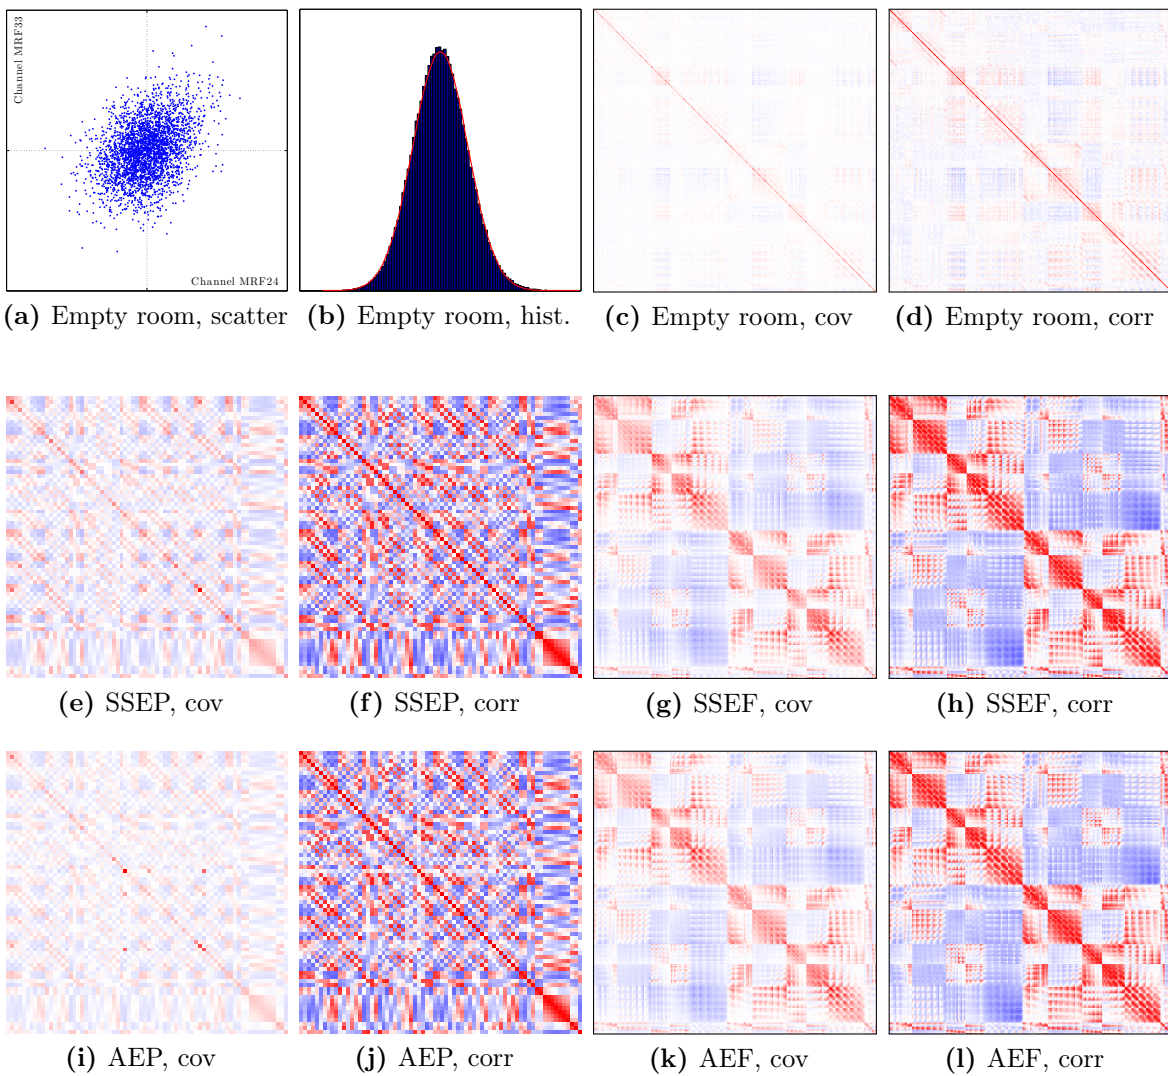 Channel MRF33
Channel MRF24
(a) Empty room, scatter
(b) Empty room, hist.
(c) Empty room, cov
(d) Empty room, corr
(e) SSEP, cov
(f) SSEP, corr
(g) SSEF, cov
(h) SSEF, corr
(i) AEP, cov
(j) AEP, corr
(k) AEF, cov
(l) AEF, corr